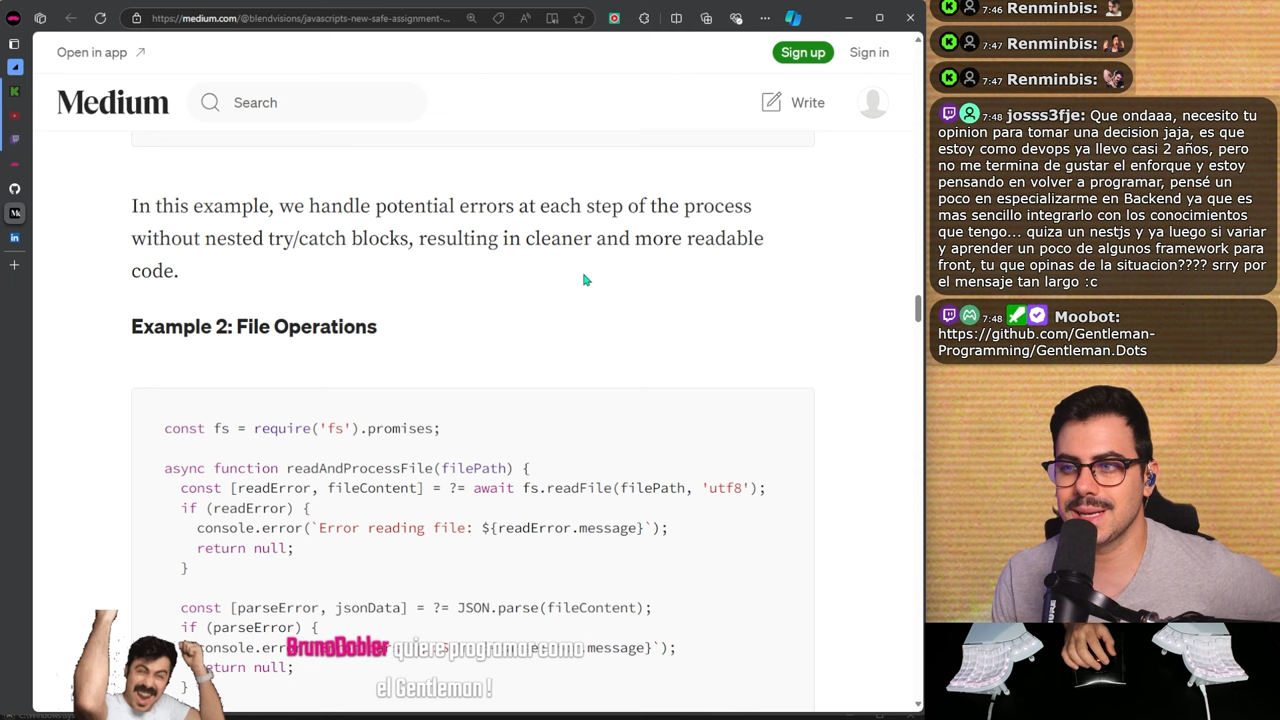 https://medium.com/@blendvisions/javascripts-new-safe-assignment-...
Open in app
Sign up
Sign in
Medium
Search
Write
In this example, we handle potential errors at each step of the process
without nested try/catch blocks, resulting in cleaner and more readable
code.
Example 2: File Operations
const fs = require('fs').promises;
async function readAndProcessFile(filePath) {
const [readError, fileContent] = ?= await fs.readFile(filePath, 'utf8');
if (readError) {
console.error(`Error reading file: ${readError.message}`);
return null;
}
const [parseError, jsonData] = ?= JSON.parse(fileContent);
if (parseError) {
message}`);
return null;
}
BrunoDobler quiere programar como
el Gentleman !
7:46 Renminbis:
7:47 Renminbis:
7:47 Renminbis:
7:48 josss3fje: Que ondaaa, necesito tu
opinion para tomar una decision jaja, es que
estoy como devops ya llevo casi 2 años, pero
no me termina de gustar el enforque y estoy
pensando en volver a programar, pensé un
poco en especializarme en Backend ya que es
mas sencillo integrarlo con los conocimientos
que tengo... quiza un nestjs y ya luego si variar
y aprender un poco de algunos framework para
front, tu que opinas de la situacion???? srry por
el mensaje tan largo :c
7:48 Moobot:
https://github.com/Gentleman-
Programming/Gentleman.Dots